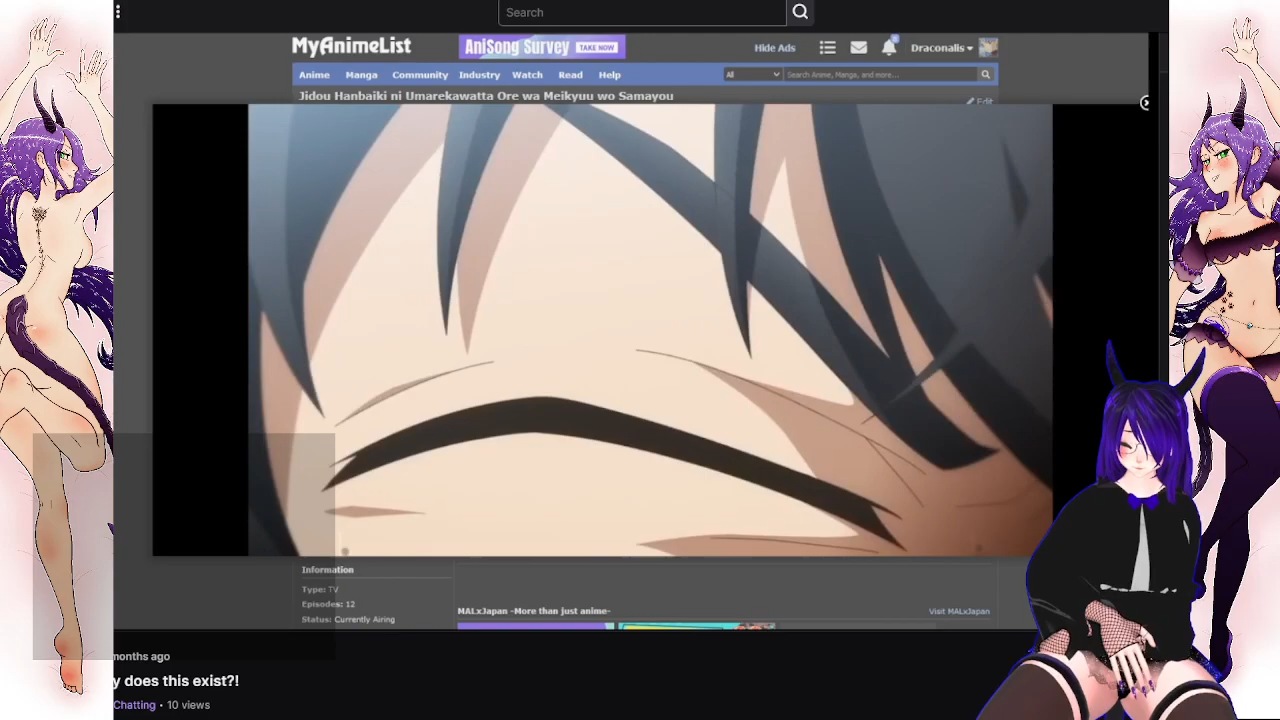 Search
MyAnimeList
AniSong Survey TAKE NOW
Hide Ads
Draconalis
Anime Manga Community Industry Watch Read Help
All
Search Anime, Manga, and more...
Jidou Hanbaiki ni Umarekawatta Ore wa Meikyuu wo Samayou
Edit
Information
Type: TV
Episodes: 12
Status: Currently Airing
MALxJapan -More than just anime-
Visit MALxJapan
months ago
y does this exist?!
Chatting • 10 views